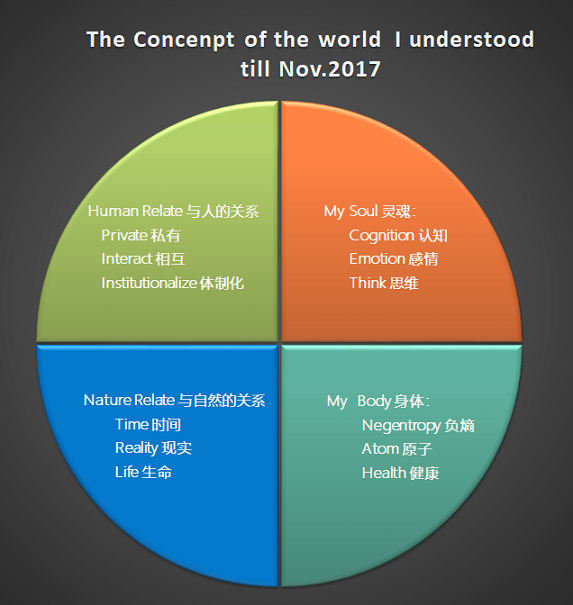 The Concenpt of the world I understood
till Nov.2017
Human Relate 与人的关系
Private 私有
Interact 相互
Institutionalize 体制化
My Soul 灵魂:
Cognition 认知
Emotion 感情
Think 思维
Nature Relate 与自然的关系
Time 时间
Reality 现实
Life 生命
My Body 身体:
Negentropy 负熵
Atom 原子
Health 健康